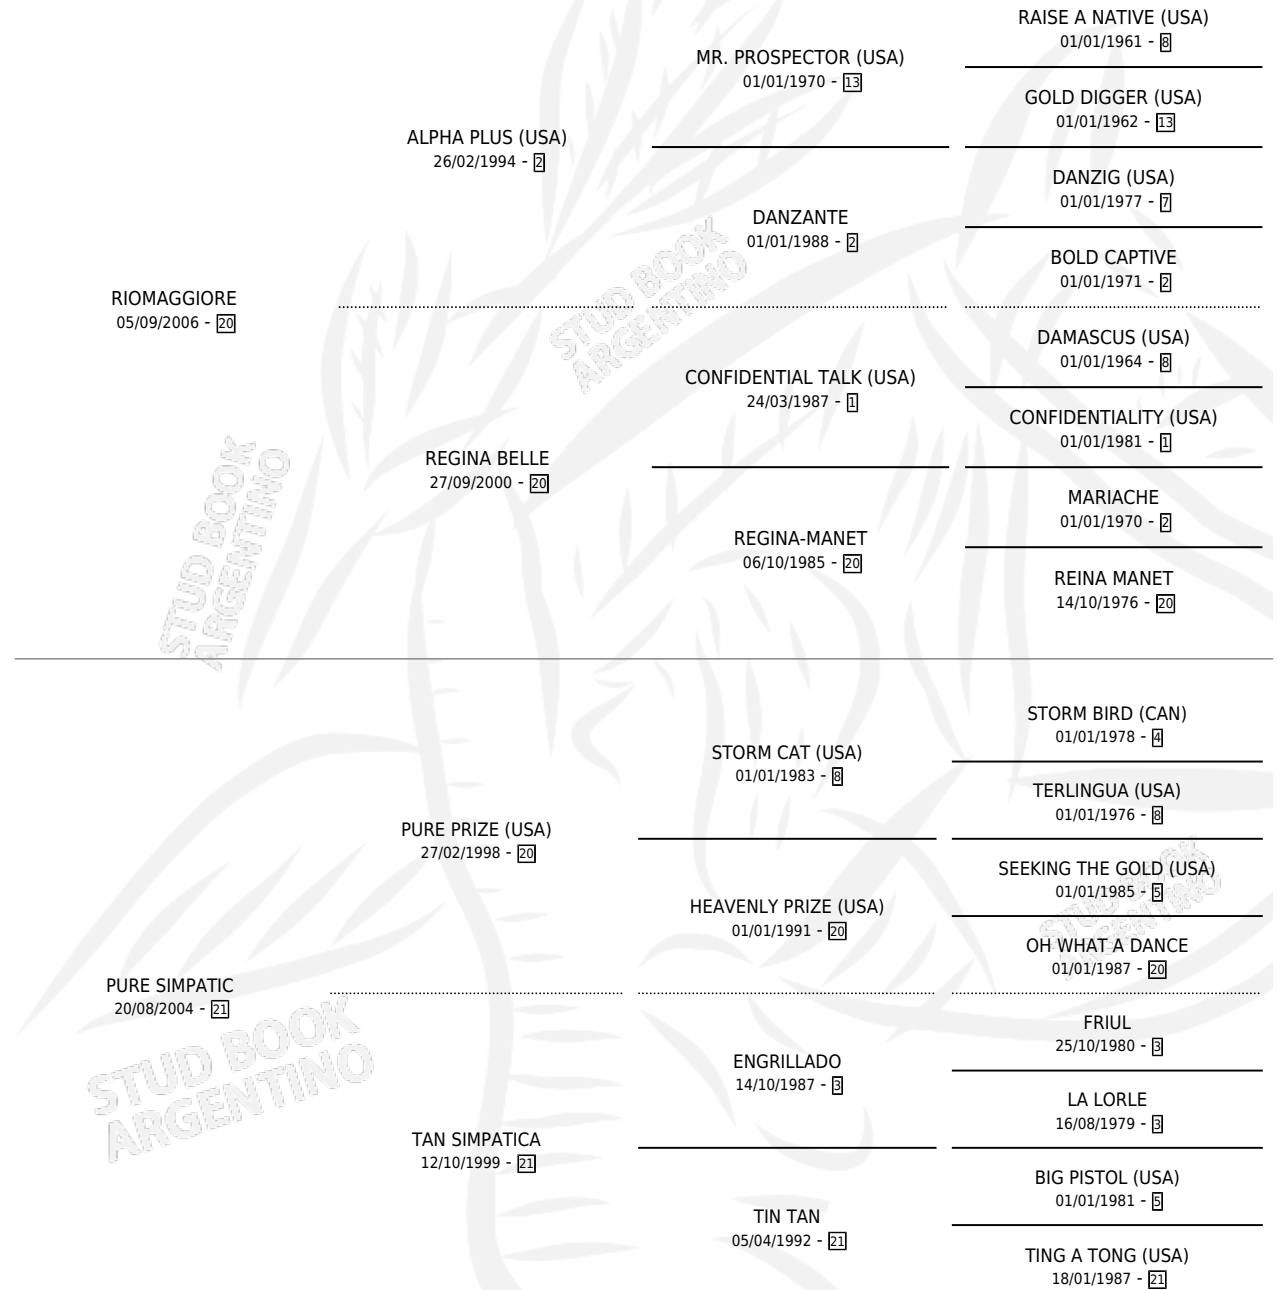 RAISE A NATIVE (USA)
01/01/1961 - 8
MR. PROSPECTOR (USA)
01/01/1970 - 13
GOLD DIGGER (USA)
01/01/1962 - 13
ALPHA PLUS (USA)
26/02/1994 - 2
DANZIG (USA)
01/01/1977 - 7
DANZANTE
01/01/1988 - 2
BOLD CAPTIVE
01/01/1971 - 2
RIOMAGGIORE
05/09/2006 - 20
DAMASCUS (USA)
01/01/1964 - 8
CONFIDENTIAL TALK (USA)
24/03/1987 - 1
CONFIDENTIALITY (USA)
01/01/1981 - 1
REGINA BELLE
27/09/2000 - 20
MARIACHE
01/01/1970 - 2
REGINA-MANET
06/10/1985 - 20
REINA MANET
14/10/1976 - 20
STUD BOOK
ARGENTINO
STUD BOOK
ARGENTINO
STORM BIRD (CAN)
01/01/1978 - 4
STORM CAT (USA)
01/01/1983 - 8
TERLINGUA (USA)
01/01/1976 - 8
PURE PRIZE (USA)
27/02/1998 - 20
SEEKING THE GOLD (USA)
01/01/1985 - 5
HEAVENLY PRIZE (USA)
01/01/1991 - 20
OH WHAT A DANCE
01/01/1987 - 20
STUD BOOK
ARGENTINO
PURE SIMPATIC
20/08/2004 - 21
FRIUL
25/10/1980 - 3
ENGRILLADO
14/10/1987 - 3
LA LORLE
16/08/1979 - 3
STUD BOOK
ARGENTINO
TAN SIMPATICA
12/10/1999 - 21
BIG PISTOL (USA)
01/01/1981 - 5
TIN TAN
05/04/1992 - 21
TING A TONG (USA)
18/01/1987 - 21